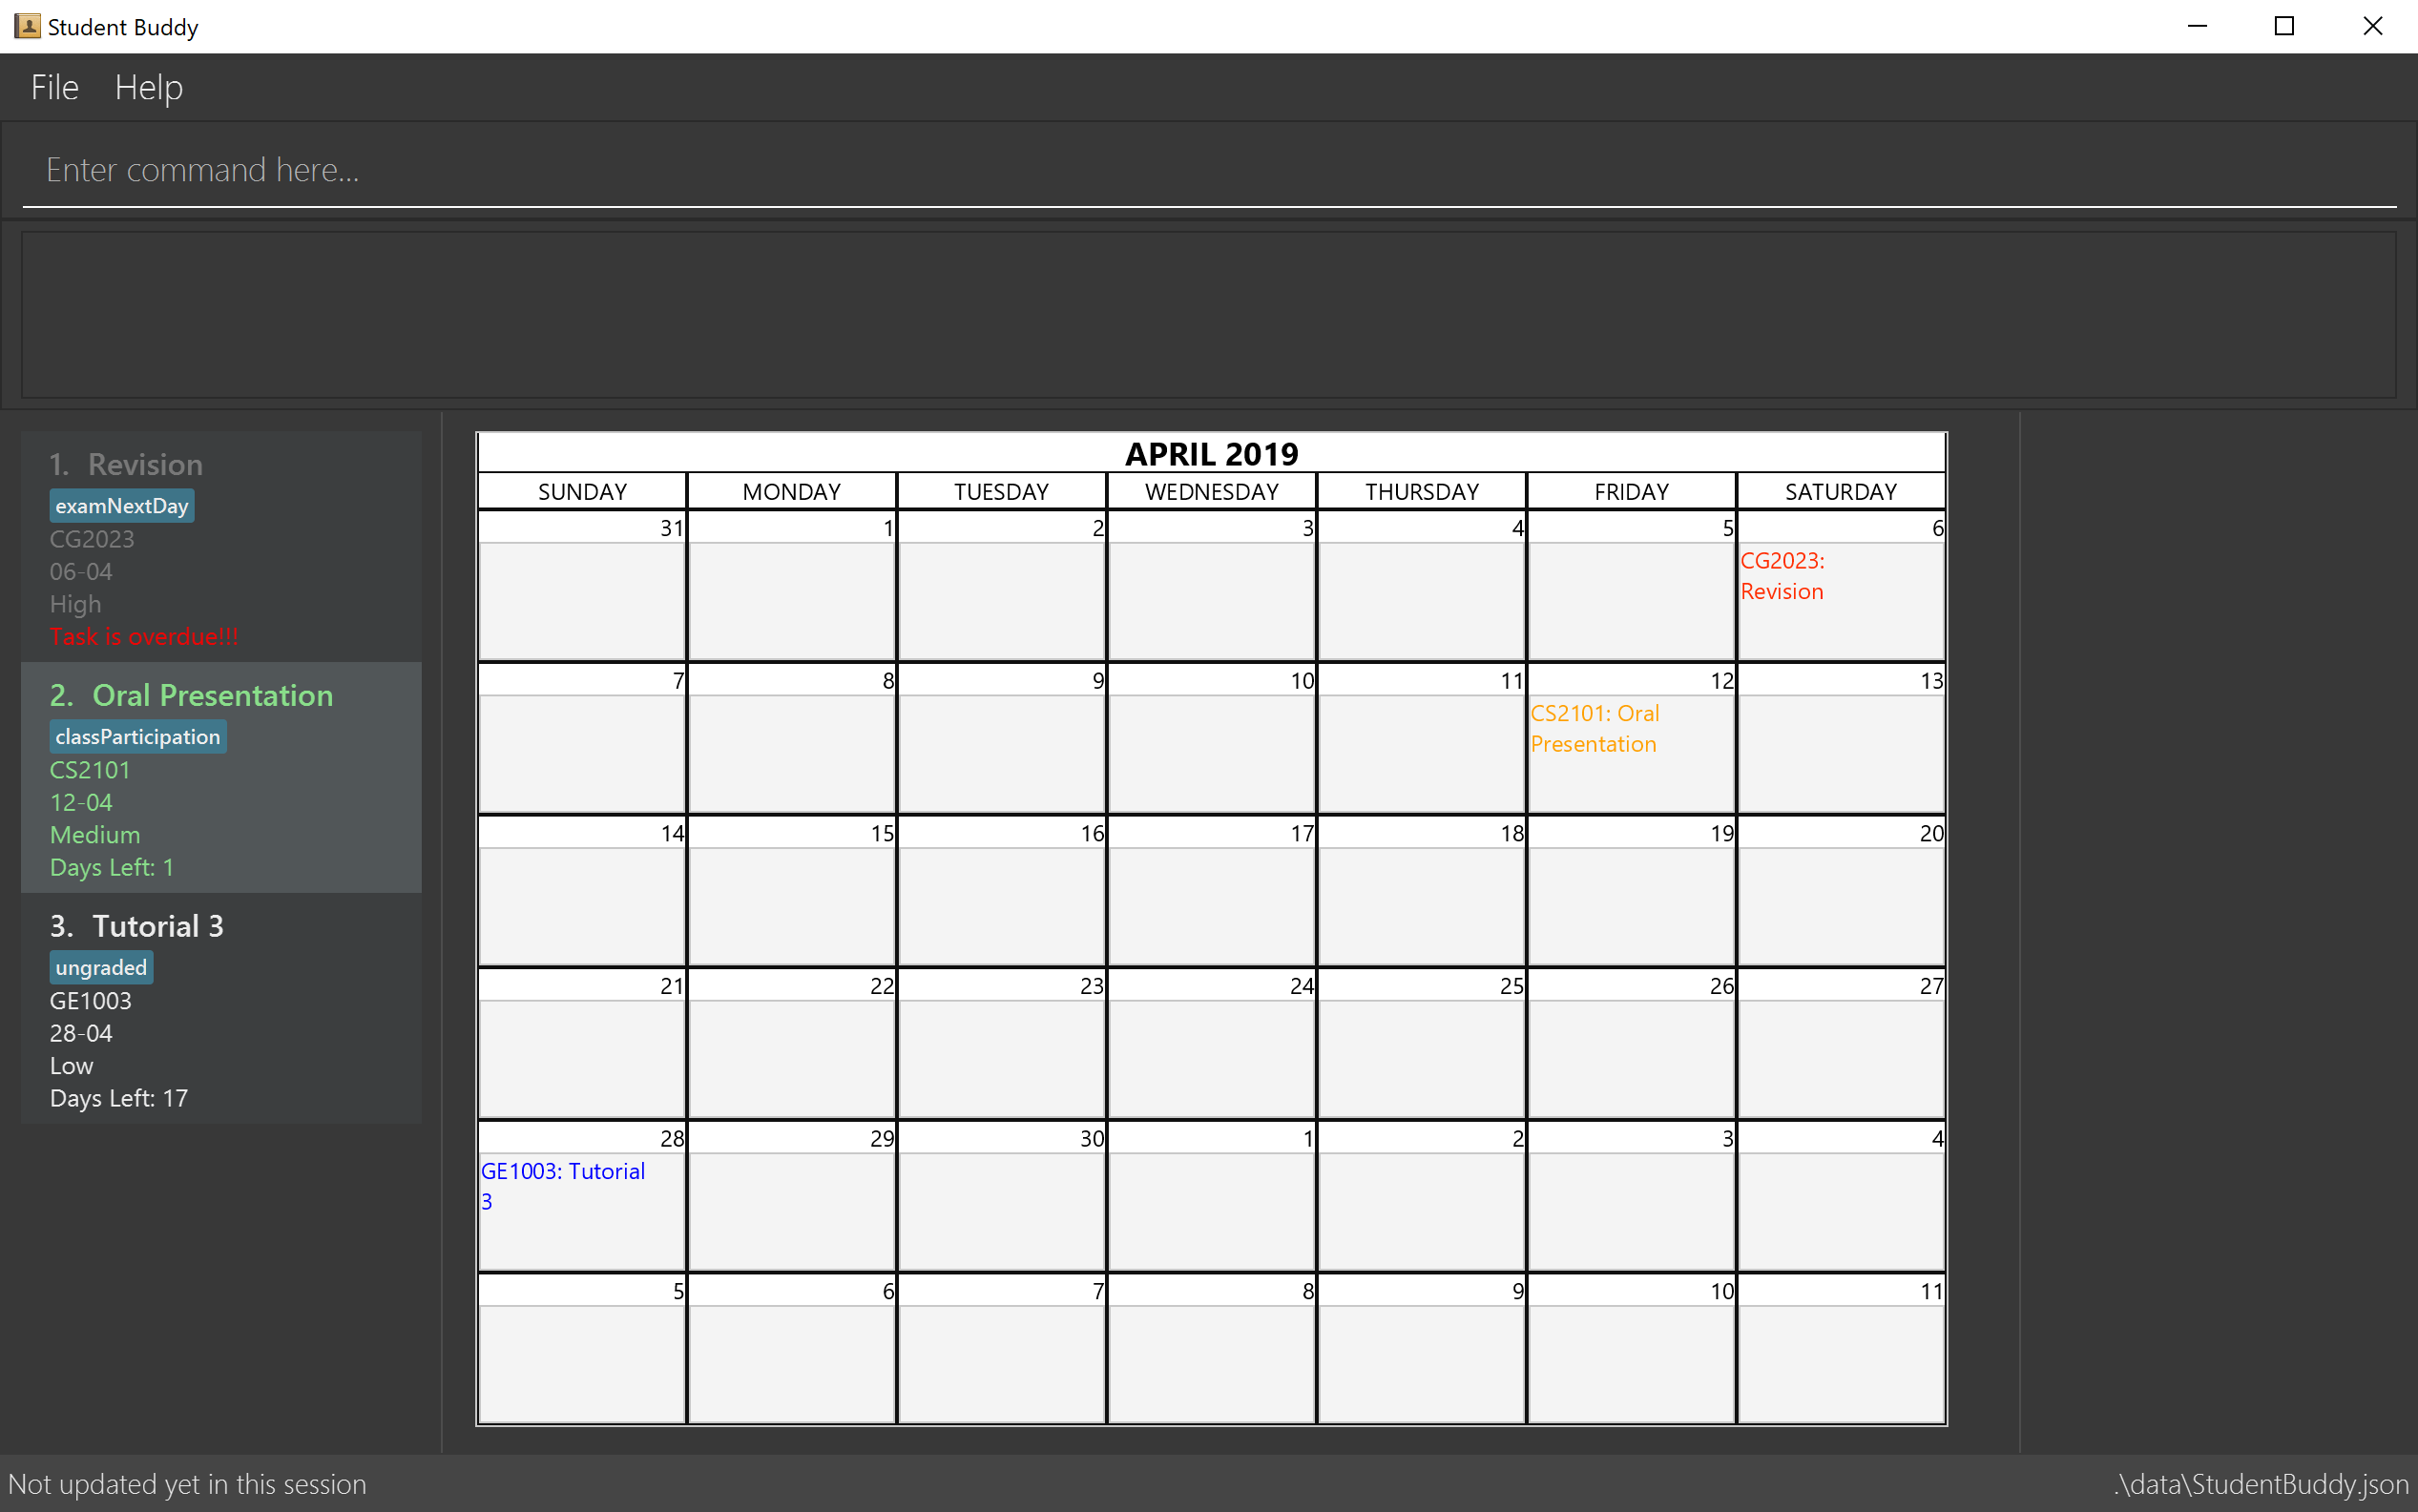 Student Buddy
File Help
Enter command here...
1. Revision
examNextDay
CG2023
06-04
High
Task is overdue!!!
2. Oral Presentation
classParticipation
CS2101
12-04
Medium
Days Left: 1
3. Tutorial 3
ungraded
GE1003
28-04
Low
Days Left: 17
APRIL 2019
SUNDAY MONDAY TUESDAY WEDNESDAY THURSDAY FRIDAY SATURDAY
31 1 2 3 4 5 6
CG2023:
Revision
7 8 9 10 11 12 13
CS2101: Oral
Presentation
14 15 16 17 18 19 20
21 22 23 24 25 26 27
28 29 30 1 2 3 4
GE1003: Tutorial
3
5 6 7 8 9 10 11
Not updated yet in this session
.\data\StudentBuddy.json